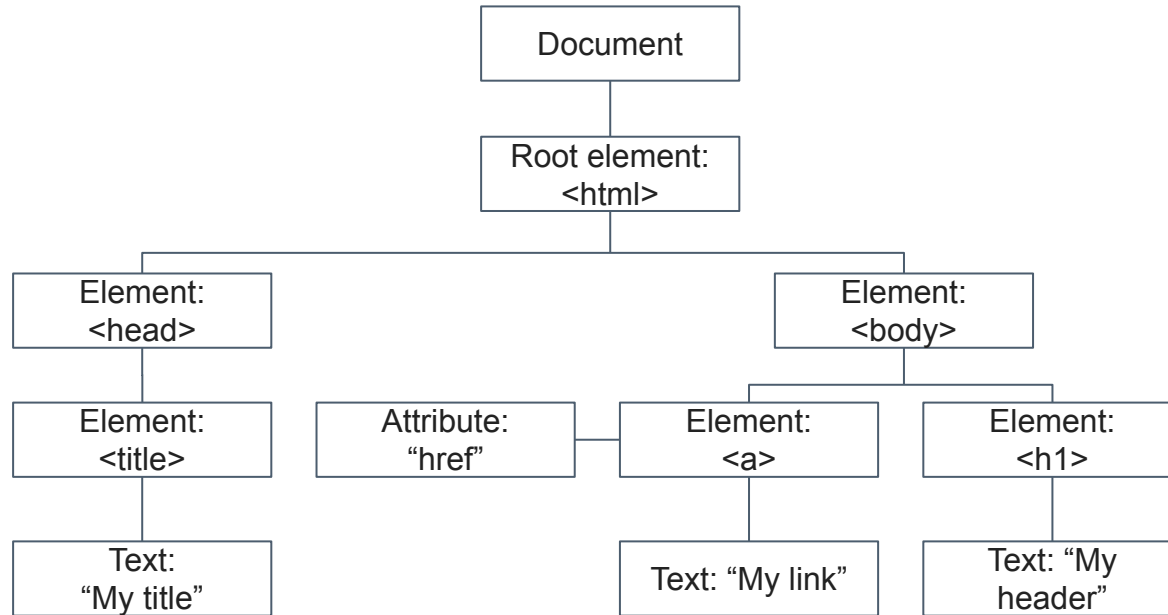 Document
Root element:
<html>
Element:
<head>
Element:
<body>
Element:
<title>
Attribute:
“href”
Element:
<a>
Element:
<h1>
Text:
“My title”
Text: “My link”
Text: “My
header”